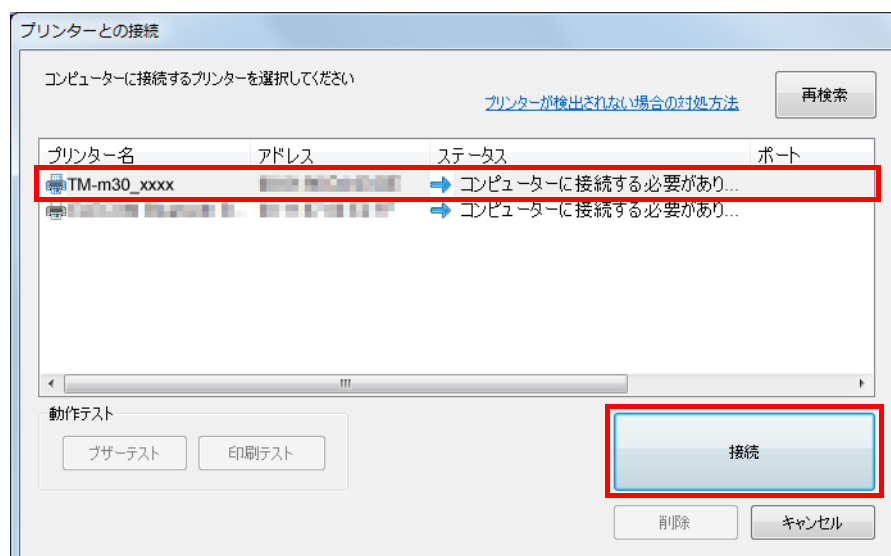 プリンターとの接続
コンピューターに接続するプリンターを選択してください
プリンターが検出されない場合の対処方法
再検索
プリンター名 アドレス ステータス ポート
TM-m30_xxxx コンピューターに接続する必要があり...
コンピューターに接続する必要があり...
動作テスト
ブザーテスト 印刷テスト
接続
削除 キャンセル